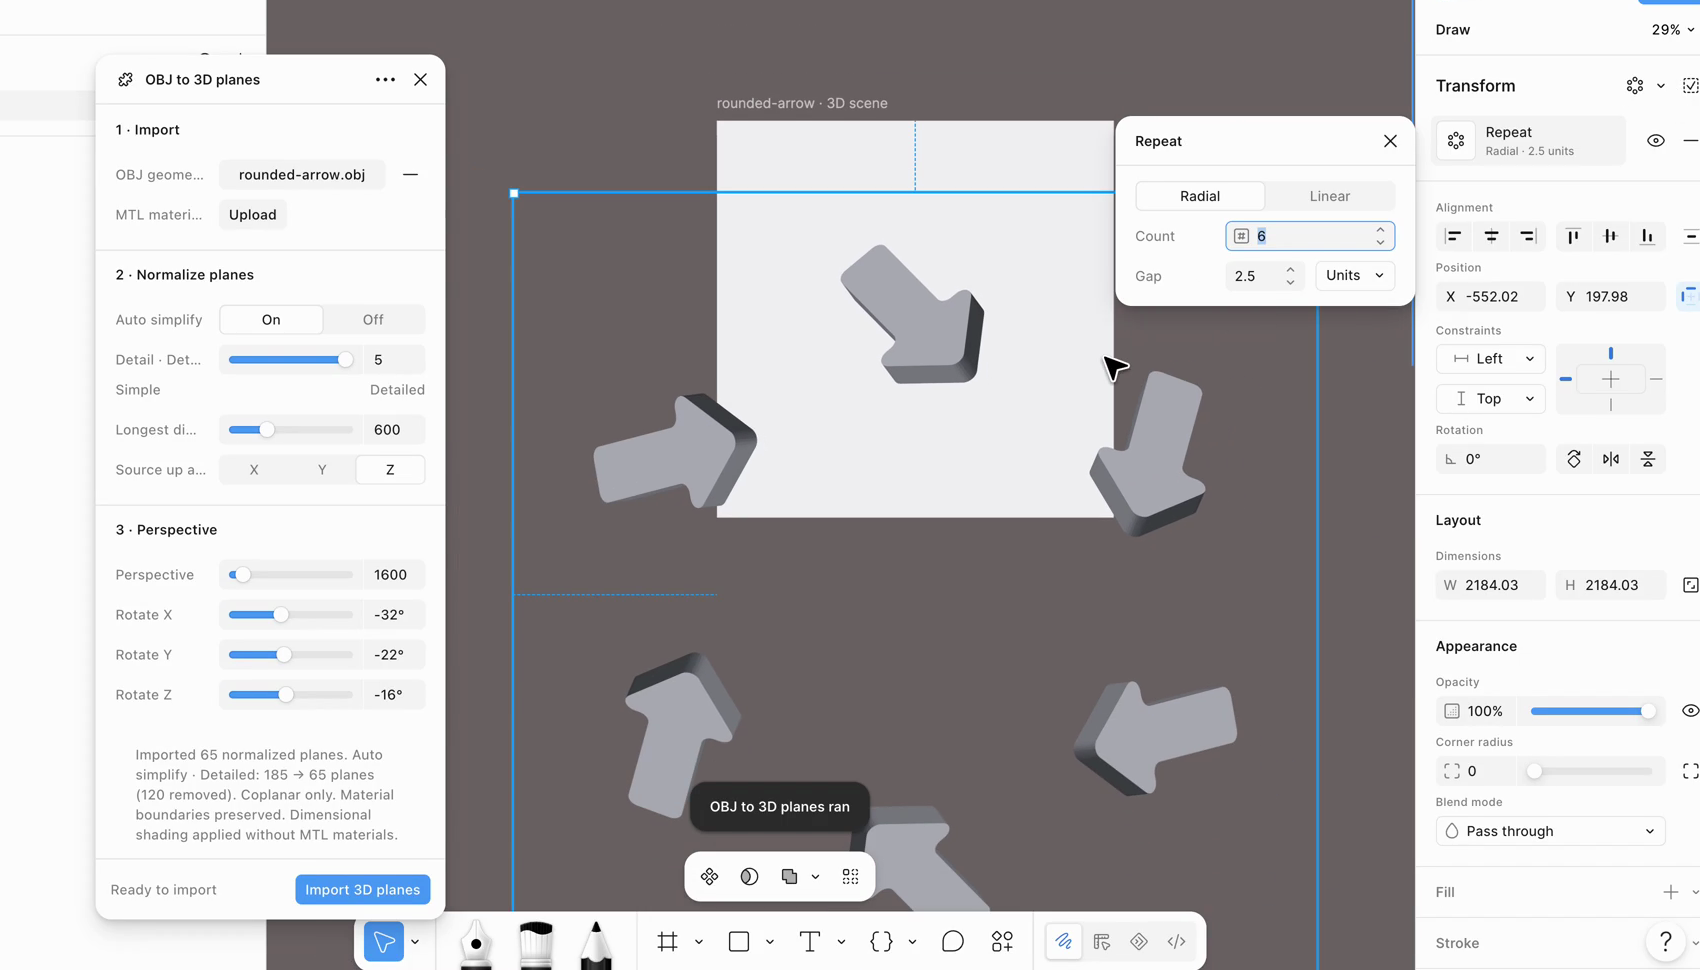 OBJ to 3D planes
1 · Import
OBJ geome... rounded-arrow.obj
MTL materi... Upload
2 · Normalize planes
Auto simplify On Off
Detail · Det... 5
Simple Detailed
Longest di... 600
Source up a... X Y Z
3 · Perspective
Perspective 1600
Rotate X -32°
Rotate Y -22°
Rotate Z -16°
Imported 65 normalized planes. Auto
simplify · Detailed: 185 → 65 planes
(120 removed). Coplanar only. Material
boundaries preserved. Dimensional
shading applied without MTL materials.
Ready to import Import 3D planes
rounded-arrow · 3D scene
OBJ to 3D planes ran
Repeat
Radial Linear
Count 6
Gap 2.5 Units
Draw 29%
Transform
Repeat
Radial · 2.5 units
Alignment
Position
X -552.02 Y 197.98
Constraints
Left
Top
Rotation
0°
Layout
Dimensions
W 2184.03 H 2184.03
Appearance
Opacity
100%
Corner radius
0
Blend mode
Pass through
Fill
Stroke
?